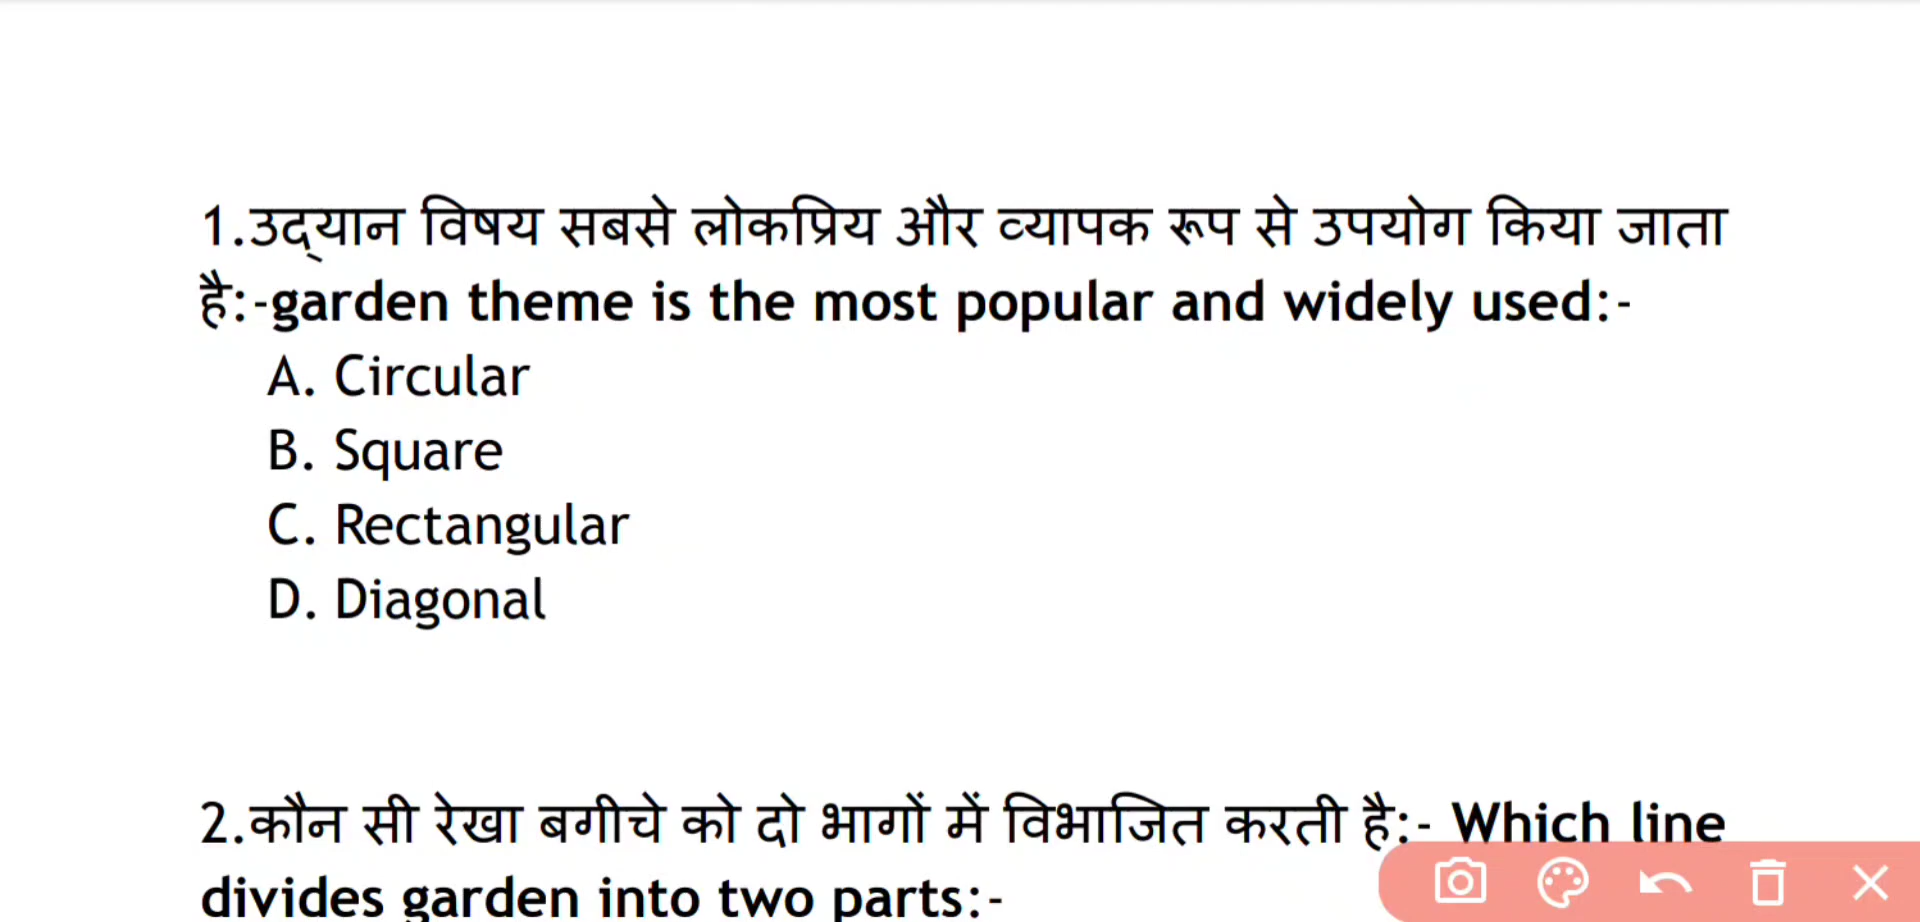 1.उद्यान विषय सबसे लोकप्रिय और व्यापक रूप से उपयोग किया जाता
है:-garden theme is the most popular and widely used:-
A. Circular
B. Square
C. Rectangular
D. Diagonal
2.कौन सी रेखा बगीचे को दो भागों में विभाजित करती है:- Which line
divides garden into two parts:-